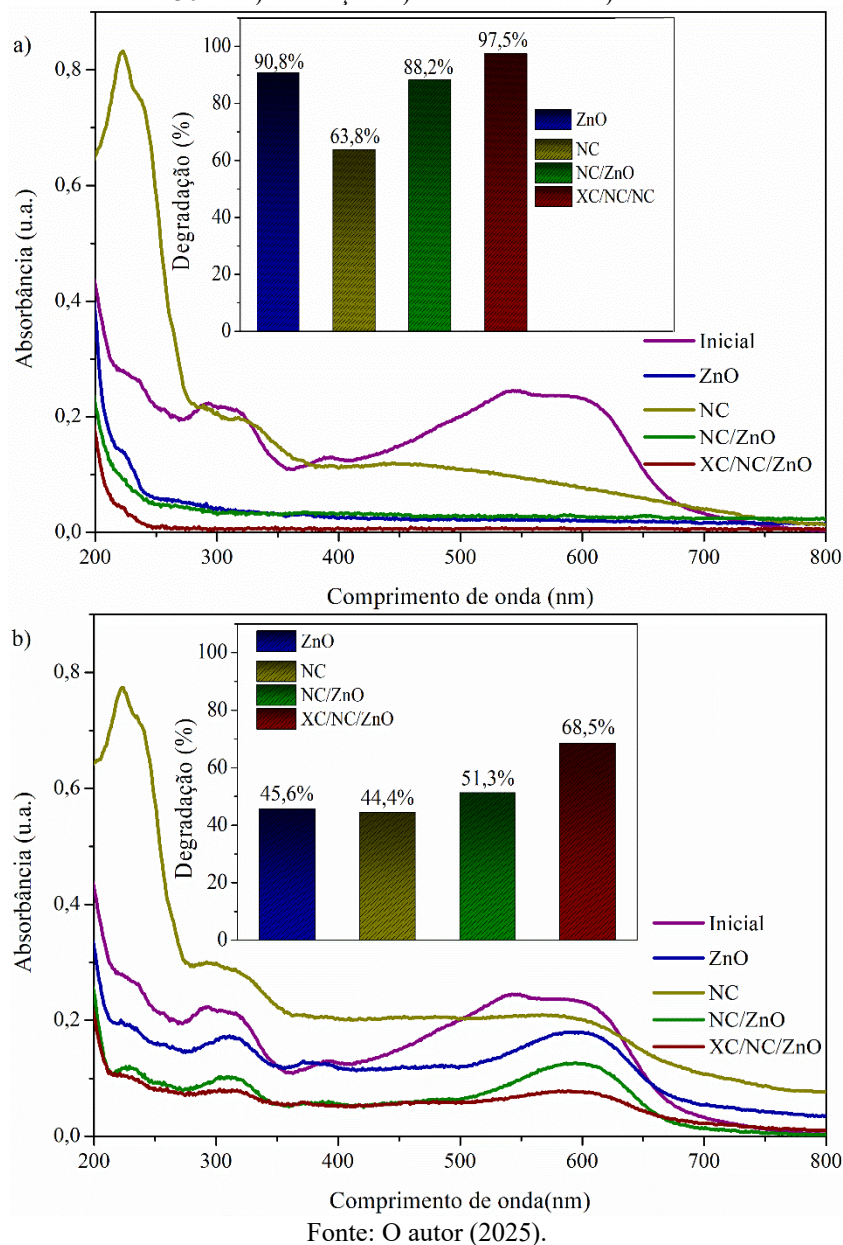 a)
0,8
0,6
0,4
0,2
0,0
Absorbância (u.a.)
200
300
400
500
600
700
800
Comprimento de onda (nm)
100
80
60
40
20
0
Degradação (%)
90,8%
63,8%
88,2%
97,5%
ZnO
NC
NC/ZnO
XC/NC/NC
Inicial
ZnO
NC
NC/ZnO
XC/NC/ZnO
b)
0,8
0,6
0,4
0,2
0,0
Absorbância (u.a.)
200
300
400
500
600
700
800
Comprimento de onda(nm)
100
80
60
40
20
0
Degradação (%)
ZnO
NC
NC/ZnO
XC/NC/ZnO
45,6%
44,4%
51,3%
68,5%
Inicial
ZnO
NC
NC/ZnO
XC/NC/ZnO
Fonte: O autor (2025).